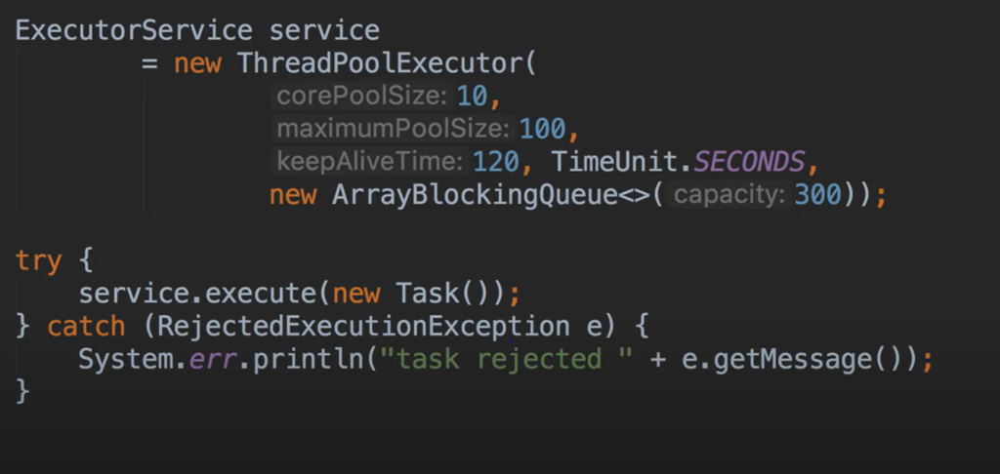 ExecutorService service
        = new ThreadPoolExecutor(
                corePoolSize: 10,
                maximumPoolSize: 100,
                keepAliveTime: 120, TimeUnit.SECONDS,
                new ArrayBlockingQueue<>( capacity: 300));
try {
    service.execute(new Task());
} catch (RejectedExecutionException e) {
    System.err.println("task rejected " + e.getMessage());
}